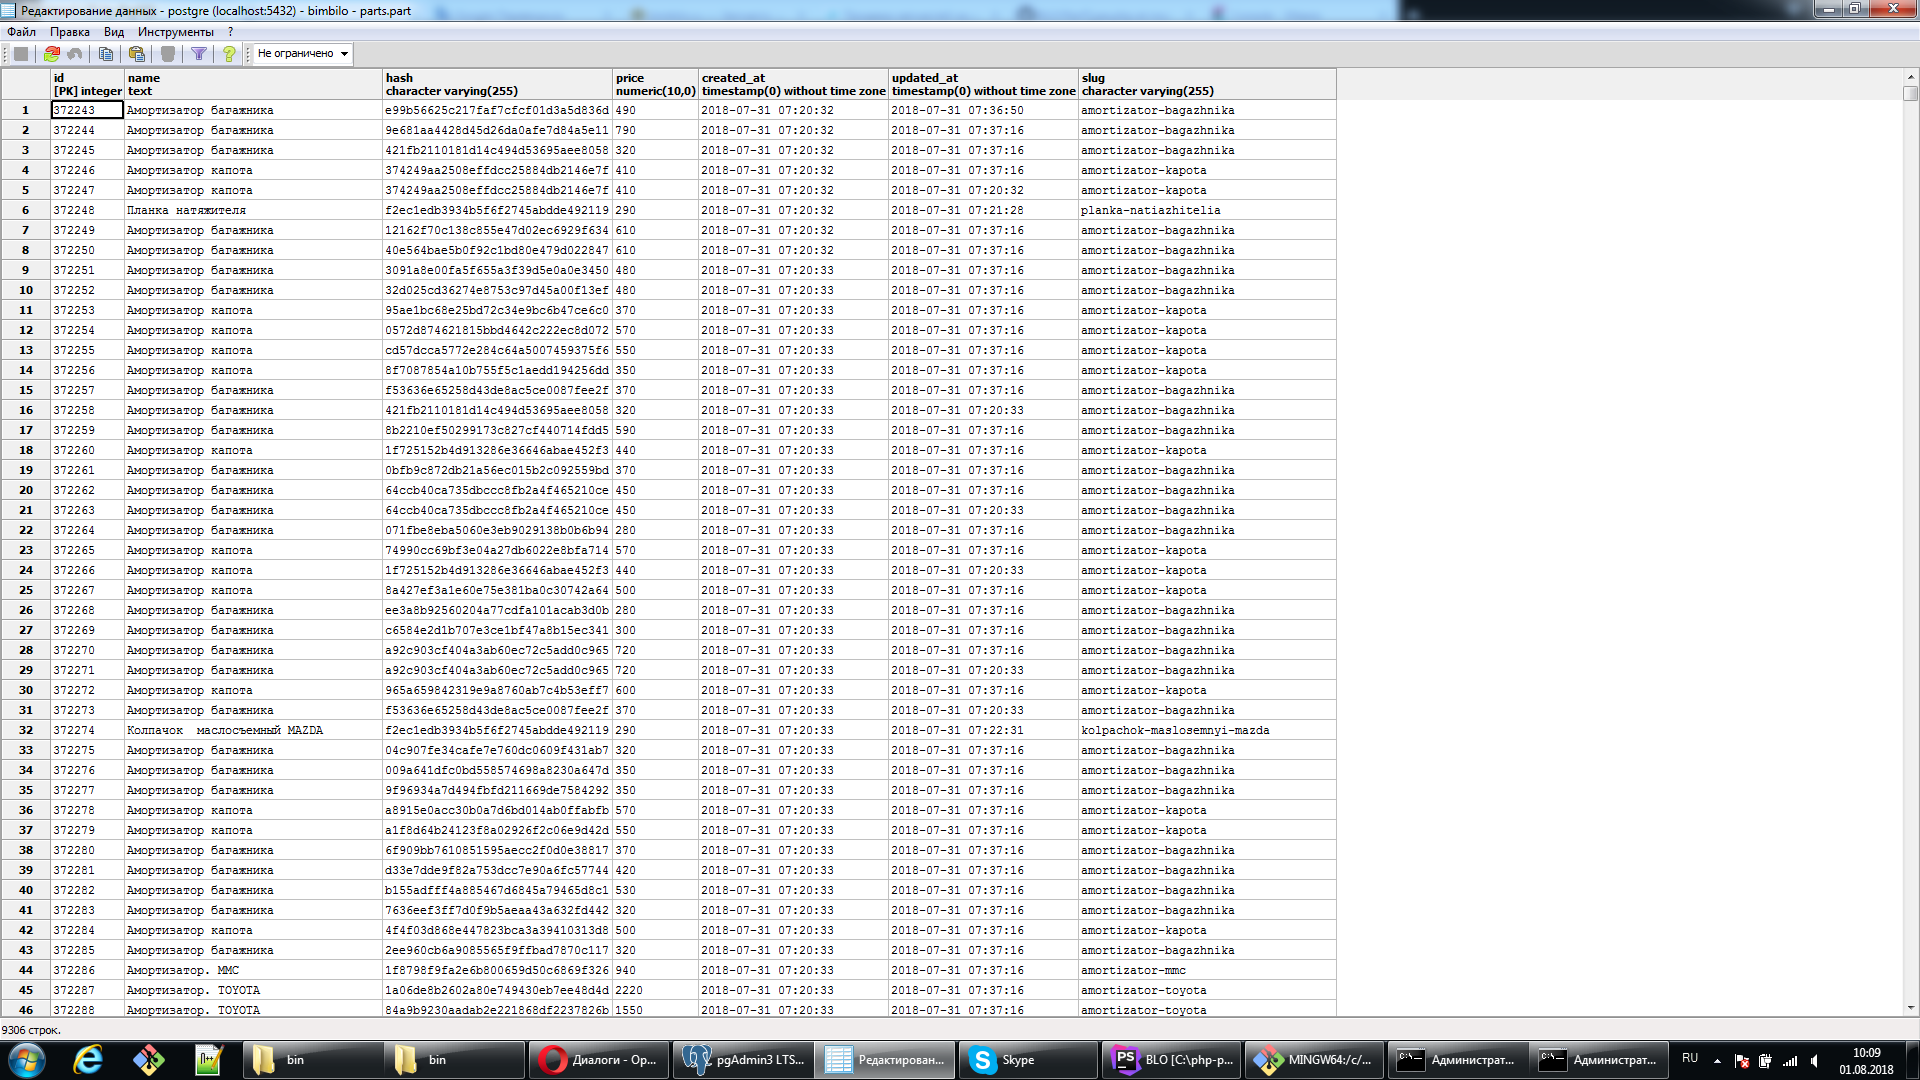 Редактирование данных - postgre (localhost:5432) - bimbilo - parts.part
Файл Правка Вид Инструменты ?
Не ограничено
id name hash price created_at updated_at slug
[PK] integer text character varying(255) numeric(10,0) timestamp(0) without time zone timestamp(0) without time zone character varying(255)
1 372243 Амортизатор багажника e99b56625c217faf7cfcf01d3a5d836d 490 2018-07-31 07:20:32 2018-07-31 07:36:50 amortizator-bagazhnika
2 372244 Амортизатор багажника 9e681aa4428d45d26da0afe7d84a5e11 790 2018-07-31 07:20:32 2018-07-31 07:37:16 amortizator-bagazhnika
3 372245 Амортизатор багажника 421fb2110181d14c494d53695aee8058 320 2018-07-31 07:20:32 2018-07-31 07:37:16 amortizator-bagazhnika
4 372246 Амортизатор капота 374249aa2508effdcc25884db2146e7f 410 2018-07-31 07:20:32 2018-07-31 07:37:16 amortizator-kapota
5 372247 Амортизатор капота 374249aa2508effdcc25884db2146e7f 410 2018-07-31 07:20:32 2018-07-31 07:20:32 amortizator-kapota
6 372248 Планка натяжителя f2ec1edb3934b5f6f2745abdde492119 290 2018-07-31 07:20:32 2018-07-31 07:21:28 planka-natiazhitelia
7 372249 Амортизатор багажника 12162f70c138c855e47d02ec6929f634 610 2018-07-31 07:20:32 2018-07-31 07:37:16 amortizator-bagazhnika
8 372250 Амортизатор багажника 40e564bae5b0f92c1bd80e479d022847 610 2018-07-31 07:20:32 2018-07-31 07:37:16 amortizator-bagazhnika
9 372251 Амортизатор багажника 3091a8e00fa5f655a3f39d5e0a0e3450 480 2018-07-31 07:20:33 2018-07-31 07:37:16 amortizator-bagazhnika
10 372252 Амортизатор багажника 32d025cd36274e8753c97d45a00f13ef 480 2018-07-31 07:20:33 2018-07-31 07:37:16 amortizator-bagazhnika
11 372253 Амортизатор капота 95ae1bc68e25bd72c34e9bc6b47ce6c0 370 2018-07-31 07:20:33 2018-07-31 07:37:16 amortizator-kapota
12 372254 Амортизатор капота 0572d874621815bbd4642c222ec8d072 570 2018-07-31 07:20:33 2018-07-31 07:37:16 amortizator-kapota
13 372255 Амортизатор капота cd57dcca5772e284c64a5007459375f6 550 2018-07-31 07:20:33 2018-07-31 07:37:16 amortizator-kapota
14 372256 Амортизатор капота 8f7087854a10b755f5c1aedd194256dd 350 2018-07-31 07:20:33 2018-07-31 07:37:16 amortizator-kapota
15 372257 Амортизатор багажника f53636e65258d43de8ac5ce0087fee2f 370 2018-07-31 07:20:33 2018-07-31 07:37:16 amortizator-bagazhnika
16 372258 Амортизатор багажника 421fb2110181d14c494d53695aee8058 320 2018-07-31 07:20:33 2018-07-31 07:20:33 amortizator-bagazhnika
17 372259 Амортизатор багажника 8b2210ef50299173c827cf440714fdd5 590 2018-07-31 07:20:33 2018-07-31 07:37:16 amortizator-bagazhnika
18 372260 Амортизатор капота 1f725152b4d913286e36646abae452f3 440 2018-07-31 07:20:33 2018-07-31 07:37:16 amortizator-kapota
19 372261 Амортизатор багажника 0bfb9c872db21a56ec015b2c092559bd 370 2018-07-31 07:20:33 2018-07-31 07:37:16 amortizator-bagazhnika
20 372262 Амортизатор багажника 64ccb40ca735dbccc8fb2a4f465210ce 450 2018-07-31 07:20:33 2018-07-31 07:37:16 amortizator-bagazhnika
21 372263 Амортизатор багажника 64ccb40ca735dbccc8fb2a4f465210ce 450 2018-07-31 07:20:33 2018-07-31 07:20:33 amortizator-bagazhnika
22 372264 Амортизатор багажника 071fbe8eba5060e3eb9029138b0b6b94 280 2018-07-31 07:20:33 2018-07-31 07:37:16 amortizator-bagazhnika
23 372265 Амортизатор капота 74990cc69bf3e04a27db6022e8bfa714 570 2018-07-31 07:20:33 2018-07-31 07:37:16 amortizator-kapota
24 372266 Амортизатор капота 1f725152b4d913286e36646abae452f3 440 2018-07-31 07:20:33 2018-07-31 07:20:33 amortizator-kapota
25 372267 Амортизатор капота 8a427ef3a1e60e75e381ba0c30742a64 500 2018-07-31 07:20:33 2018-07-31 07:37:16 amortizator-kapota
26 372268 Амортизатор багажника ee3a8b92560204a77cdfa101acab3d0b 280 2018-07-31 07:20:33 2018-07-31 07:37:16 amortizator-bagazhnika
27 372269 Амортизатор багажника c6584e2d1b707e3ce1bf47a8b15ec341 300 2018-07-31 07:20:33 2018-07-31 07:37:16 amortizator-bagazhnika
28 372270 Амортизатор багажника a92c903cf404a3ab60ec72c5add0c965 720 2018-07-31 07:20:33 2018-07-31 07:37:16 amortizator-bagazhnika
29 372271 Амортизатор багажника a92c903cf404a3ab60ec72c5add0c965 720 2018-07-31 07:20:33 2018-07-31 07:20:33 amortizator-bagazhnika
30 372272 Амортизатор капота 965a659842319e9a8760ab7c4b53eff7 600 2018-07-31 07:20:33 2018-07-31 07:37:16 amortizator-kapota
31 372273 Амортизатор багажника f53636e65258d43de8ac5ce0087fee2f 370 2018-07-31 07:20:33 2018-07-31 07:20:33 amortizator-bagazhnika
32 372274 Колпачок маслосъемный MAZDA f2ec1edb3934b5f6f2745abdde492119 290 2018-07-31 07:20:33 2018-07-31 07:22:31 kolpachok-maslosemnyi-mazda
33 372275 Амортизатор багажника 04c907fe34cafe7e760dc0609f431ab7 320 2018-07-31 07:20:33 2018-07-31 07:37:16 amortizator-bagazhnika
34 372276 Амортизатор багажника 009a641dfc0bd558574698a8230a647d 350 2018-07-31 07:20:33 2018-07-31 07:37:16 amortizator-bagazhnika
35 372277 Амортизатор багажника 9f96934a7d494fbfd211669de7584292 350 2018-07-31 07:20:33 2018-07-31 07:37:16 amortizator-bagazhnika
36 372278 Амортизатор капота a8915e0acc30b0a7d6bd014ab0ffabfb 570 2018-07-31 07:20:33 2018-07-31 07:37:16 amortizator-kapota
37 372279 Амортизатор капота a1f8d64b24123f8a02926f2c06e9d42d 550 2018-07-31 07:20:33 2018-07-31 07:37:16 amortizator-kapota
38 372280 Амортизатор багажника 6f909bb7610851595aecc2f0d0e38817 370 2018-07-31 07:20:33 2018-07-31 07:37:16 amortizator-bagazhnika
39 372281 Амортизатор багажника d33e7dde9f82a753dcc7e90a6fc57744 420 2018-07-31 07:20:33 2018-07-31 07:37:16 amortizator-bagazhnika
40 372282 Амортизатор багажника b155adfff4a885467d6845a79465d8c1 530 2018-07-31 07:20:33 2018-07-31 07:37:16 amortizator-bagazhnika
41 372283 Амортизатор багажника 7636eef3ff7d0f9b5aeaa43a632fd442 320 2018-07-31 07:20:33 2018-07-31 07:37:16 amortizator-bagazhnika
42 372284 Амортизатор капота 4f4f03d868e447823bca3a39410313d8 500 2018-07-31 07:20:33 2018-07-31 07:37:16 amortizator-kapota
43 372285 Амортизатор багажника 2ee960cb6a9085565f9ffbad7870c117 320 2018-07-31 07:20:33 2018-07-31 07:37:16 amortizator-bagazhnika
44 372286 Амортизатор. MMC 1f8798f9fa2e6b800659d50c6869f326 940 2018-07-31 07:20:33 2018-07-31 07:37:16 amortizator-mmc
45 372287 Амортизатор. TOYOTA 1a06de8b2602a80e749430eb7ee48d4d 2220 2018-07-31 07:20:33 2018-07-31 07:37:16 amortizator-toyota
46 372288 Амортизатор. TOYOTA 84a9b9230aadab2e221868df2237826b 1550 2018-07-31 07:20:33 2018-07-31 07:37:16 amortizator-toyota
9306 строк.
bin bin Диалоги - Op... pgAdmin3 LTS... Редактирован... Skype BLO [C:\php-p... MINGW64:/c/... Администрат... Администрат... RU 10:09
01.08.2018